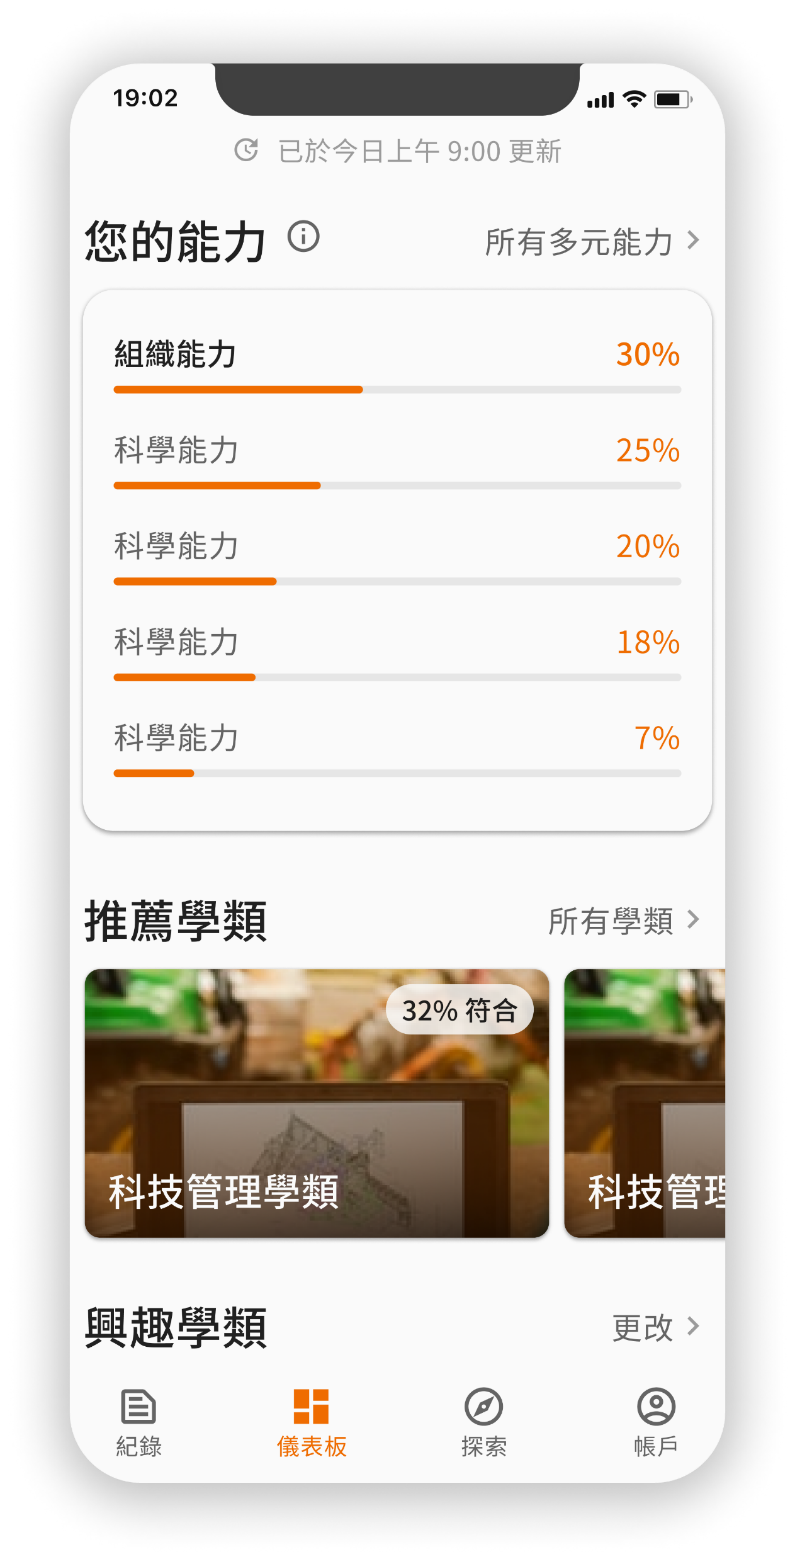 19:02
已於今日上午 9:00 更新
您的能力
所有多元能力
組織能力 30%
科學能力 25%
科學能力 20%
科學能力 18%
科學能力 7%
推薦學類
所有學類
32% 符合
科技管理學類
科技管理
興趣學類
更改
紀錄
儀表板
探索
帳戶